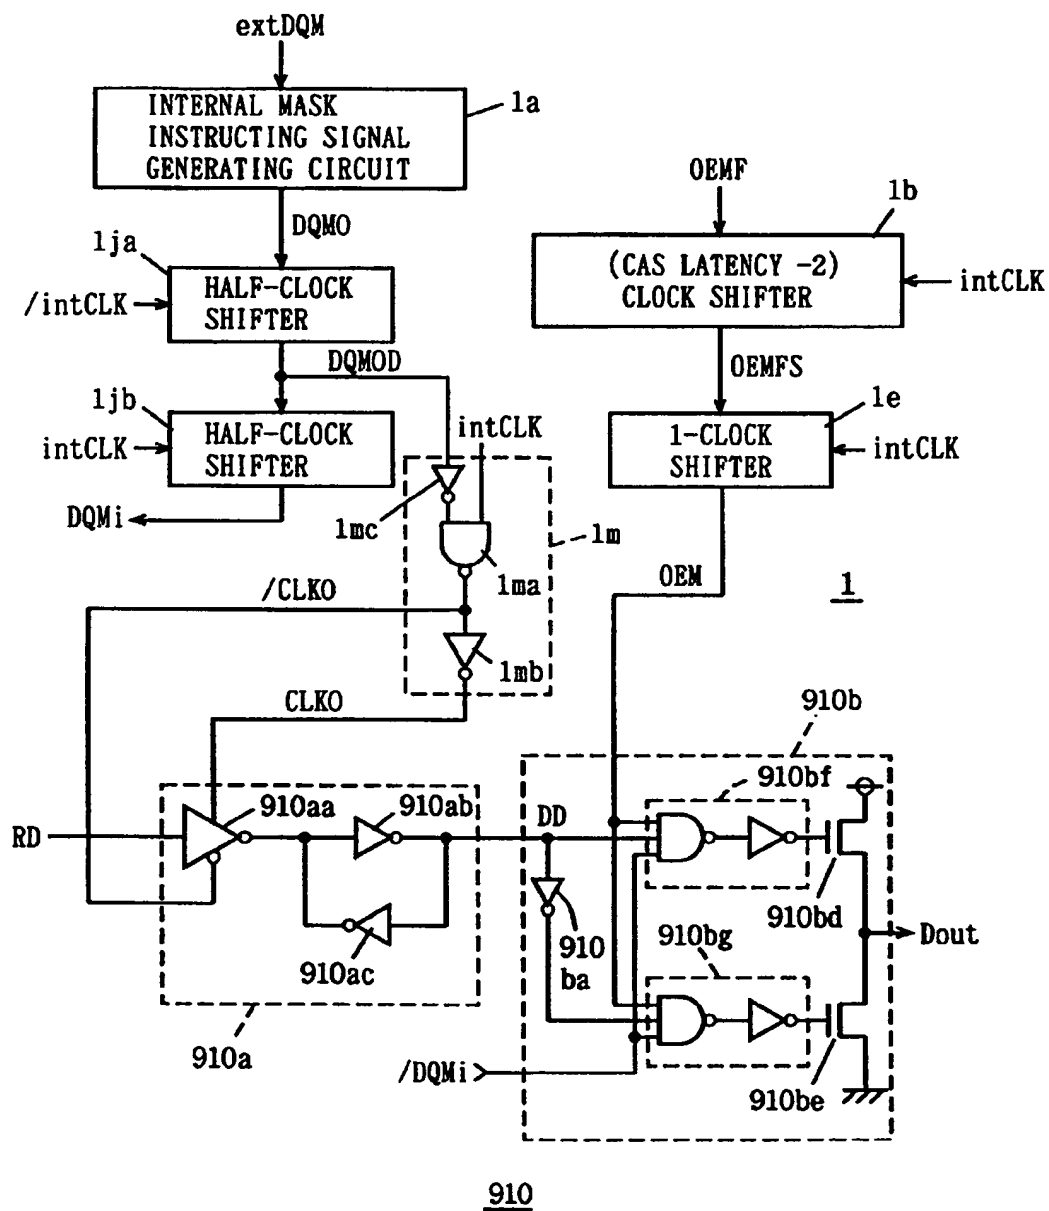 extDQM
INTERNAL MASK
INSTRUCTING SIGNAL
GENERATING CIRCUIT
1a
DQM0
1ja
/intCLK
HALF-CLOCK
SHIFTER
DQM0D
1jb
intCLK
HALF-CLOCK
SHIFTER
DQMi
OEMF
1b
(CAS LATENCY -2)
CLOCK SHIFTER
intCLK
OEMFS
1e
1-CLOCK
SHIFTER
intCLK
intCLK
1mc
1m
1ma
/CLKO
1mb
CLKO
OEM
1
910b
910bf
910aa
910ab
RD
DD
910bd
910
ba
910bg
Dout
910ac
910a
/DQMi
910be
910